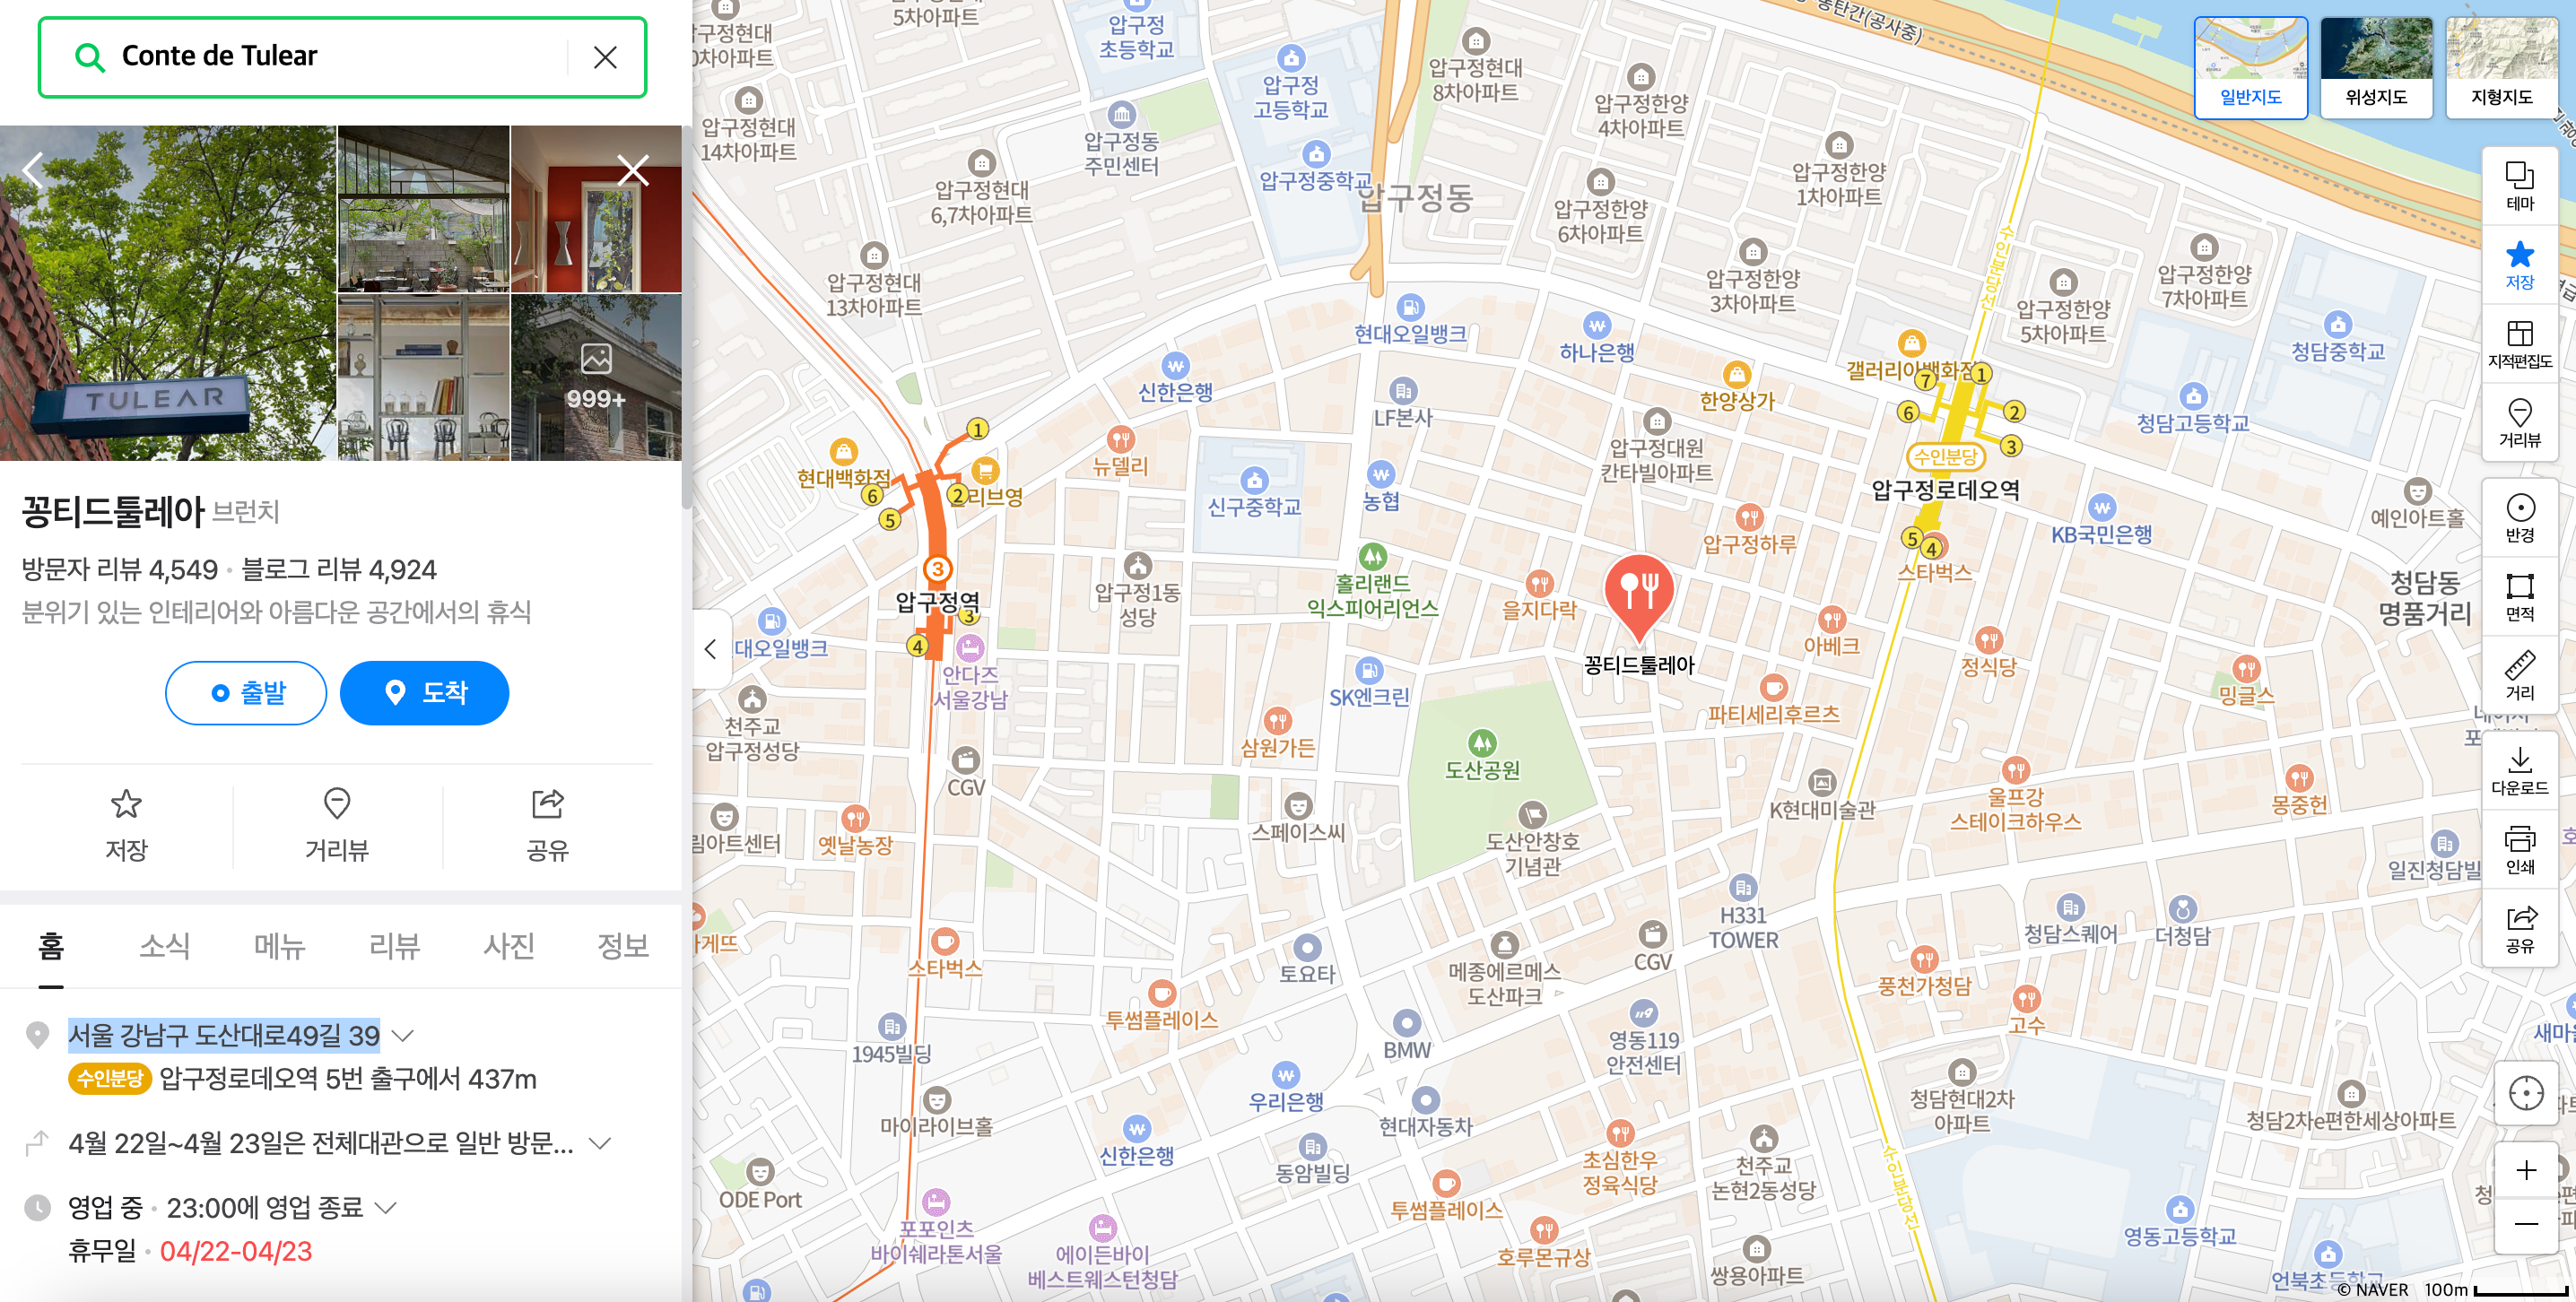 Conte de Tulear
TULEAR
999+
꽁티드툴레아 브런치
방문자 리뷰 4,549 · 블로그 리뷰 4,924
분위기 있는 인테리어와 아름다운 공간에서의 휴식
출발
도착
저장
거리뷰
공유
홈 소식 메뉴 리뷰 사진 정보
서울 강남구 도산대로49길 39
수인분당 압구정로데오역 5번 출구에서 437m
4월 22일~4월 23일은 전체대관으로 일반 방문...
영업 중 · 23:00에 영업 종료
휴무일 · 04/22-04/23
5차아파트
압구정
초등학교
압구정현대
14차아파트
압구정동
주민센터
압구정
고등학교
압구정중학교
압구정동
압구정현대
8차아파트
압구정한양
4차아파트
압구정한양
1차아파트
압구정현대
6,7차아파트
압구정한양
6차아파트
압구정현대
13차아파트
압구정한양
3차아파트
압구정한양
5차아파트
압구정한양
7차아파트
수인분당선
동탄간(공사중)
현대오일뱅크
하나은행
신한은행
LF본사
한양상가
갤러리아백화점
7
1
6
2
3
수인분당
압구정로데오역
5
4
스타벅스
청담중학교
청담고등학교
KB국민은행
예인아트홀
청담동
명품거리
현대백화점
1
6
2
5
리브영
3
압구정역
3
4
뉴델리
신구중학교
농협
압구정대원
칸타빌아파트
압구정하루
압구정1동
성당
홀리랜드
익스피어리언스
을지다락
꽁티드툴레아
아베크
정식당
밍글스
대오일뱅크
안다즈
서울강남
SK엔크린
파티세리후르츠
천주교
압구정성당
삼원가든
도산공원
CGV
K현대미술관
울프강
스테이크하우스
몽중헌
림아트센터
옛날농장
스페이스씨
도산안창호
기념관
일진청담빌
H331
TOWER
청담스퀘어
더청담
스타벅스
토요타
메종에르메스
도산파크
CGV
풍천가청담
고수
투썸플레이스
1945빌딩
BMW
영동119
안전센터
우리은행
현대자동차
마이라이브홀
신한은행
동암빌딩
초심한우
정육식당
천주교
논현2동성당
청담현대2차
아파트
청담2차e편한세상아파트
ODE Port
투썸플레이스
포포인츠
바이쉐라톤서울
에이든바이
베스트웨스턴청담
호루몬규상
쌍용아파트
수인분당선
영동고등학교
언북초등학교
일반지도
위성지도
지형지도
테마
저장
지적편집도
거리뷰
반경
면적
거리
다운로드
인쇄
공유
© NAVER 100m